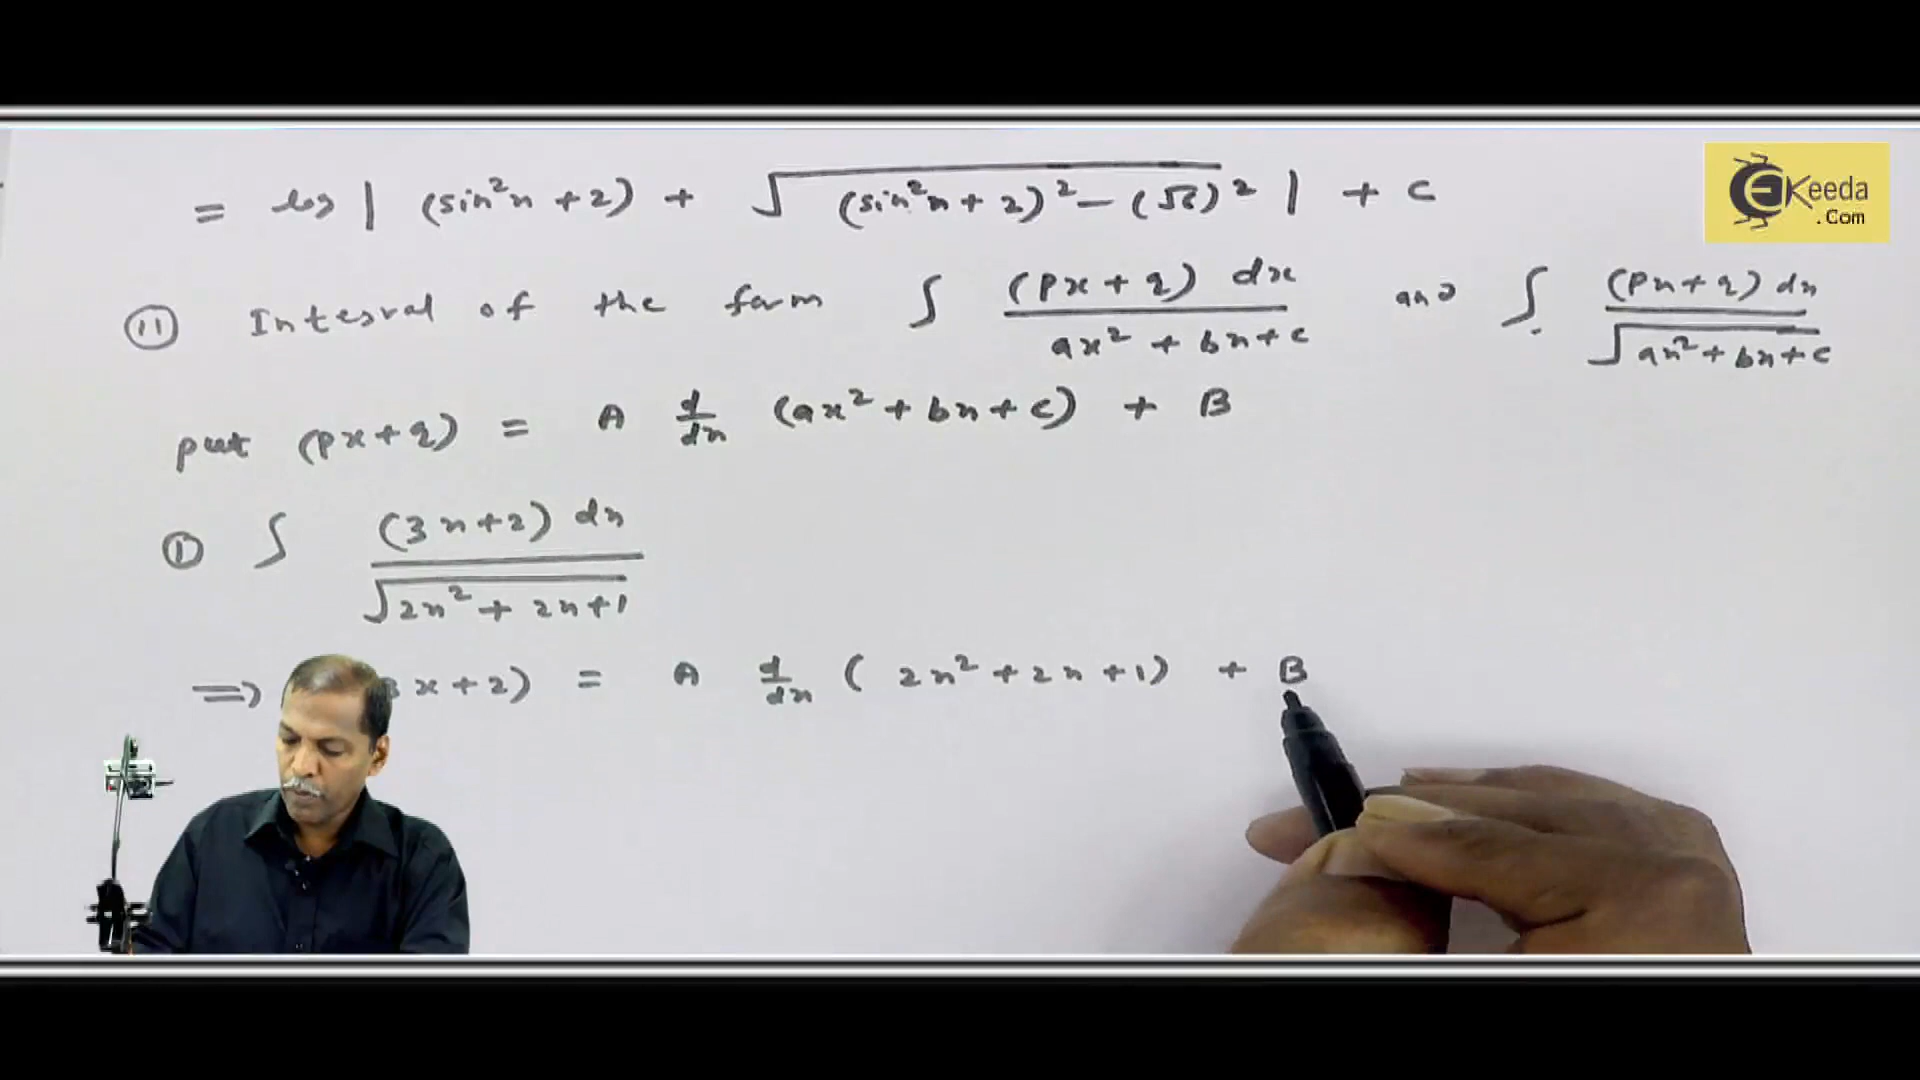 = log | (sin²x + 2) + √(sin²x + 2)² - (√6)² | + c
EKeeda
.Com
(11) Integral of the form ∫ (px + q) dx / ax² + bx + c and ∫ (px + q) dx / √ax² + bx + c
put (px + q) = A d/dx (ax² + bx + c) + B
(1) ∫ (3x + 2) dx / √2x² + 2x + 1
⇒ x + 2) = A d/dx ( 2x² + 2x + 1) + B